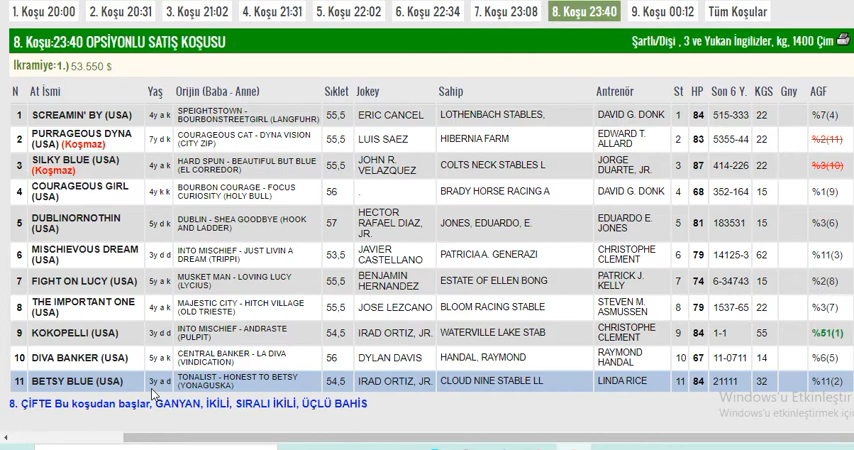 1. Koşu 20:00 2. Koşu 20:31 3. Koşu 21:02 4. Koşu 21:31 5. Koşu 22:02 6. Koşu 22:34 7. Koşu 23:08 8. Koşu 23:40 9. Koşu 00:12 Tüm Koşular
8. Koşu:23:40 OPSİYONLU SATIŞ KOŞUSU Şartlı/Dişi , 3 ve Yukarı İngilizler, kg, 1400 Çim
İkramiye:1.) 53.550 $
N At İsmi Yaş Orijin (Baba - Anne) Sıklet Jokey Sahip Antrenör St HP Son 6 Y. KGS Gny AGF
1 SCREAMIN' BY (USA) 4y a k SPEIGHTSTOWN - BOURBONSTREETGIRL (LANGFUHR) 55,5 ERIC CANCEL LOTHENBACH STABLES, DAVID G. DONK 1 84 515-333 22 %7(4)
2 PURRAGEOUS DYNA (USA) (Koşmaz) 7y d k COURAGEOUS CAT - DYNA VISION (CITY ZIP) 55,5 LUIS SAEZ HIBERNIA FARM EDWARD T. ALLARD 2 83 5355-44 22 %2(11)
3 SILKY BLUE (USA) (Koşmaz) 4y a k HARD SPUN - BEAUTIFUL BUT BLUE (EL CORREDOR) 55,5 JOHN R. VELAZQUEZ COLTS NECK STABLES L JORGE DUARTE, JR. 3 87 414-226 22 %3(10)
4 COURAGEOUS GIRL (USA) 4y k k BOURBON COURAGE - FOCUS CURIOSITY (HOLY BULL) 56 . BRADY HORSE RACING A DAVID G. DONK 4 68 352-164 15 %1(9)
5 DUBLINORNOTHIN (USA) 5y d k DUBLIN - SHEA GOODBYE (HOOK AND LADDER) 57 HECTOR RAFAEL DIAZ, JR. JONES, EDUARDO, E. EDUARDO E. JONES 5 81 183531 15 %3(6)
6 MISCHIEVOUS DREAM (USA) 3y d d INTO MISCHIEF - JUST LIVIN A DREAM (TRIPPI) 53,5 JAVIER CASTELLANO PATRICIA A. GENERAZI CHRISTOPHE CLEMENT 6 79 14125-3 62 %11(3)
7 FIGHT ON LUCY (USA) 5y a k MUSKET MAN - LOVING LUCY (LYCIUS) 55,5 BENJAMIN HERNANDEZ ESTATE OF ELLEN BONG PATRICK J. KELLY 7 74 6-34743 15 %2(8)
8 THE IMPORTANT ONE (USA) 4y a k MAJESTIC CITY - HITCH VILLAGE (OLD TRIESTE) 55,5 JOSE LEZCANO BLOOM RACING STABLE STEVEN M. ASMUSSEN 8 79 1537-65 22 %3(7)
9 KOKOPELLI (USA) 3y d d INTO MISCHIEF - ANDRASTE (PULPIT) 54,5 IRAD ORTIZ, JR. WATERVILLE LAKE STAB CHRISTOPHE CLEMENT 9 84 1-1 55 %51(1)
10 DIVA BANKER (USA) 5y a k CENTRAL BANKER - LA DIVA (VINDICATION) 56 DYLAN DAVIS HANDAL, RAYMOND RAYMOND HANDAL 10 67 11-0711 14 %6(5)
11 BETSY BLUE (USA) 3y a d TONALIST - HONEST TO BETSY (YONAGUSKA) 54,5 IRAD ORTIZ, JR. CLOUD NINE STABLE LL LINDA RICE 11 84 21111 32 %11(2)
8. ÇİFTE Bu koşudan başlar, GANYAN, İKİLİ, SIRALI İKİLİ, ÜÇLÜ BAHİS
Windows'u Etkinleştir
Windows'u etkinleştirmek için